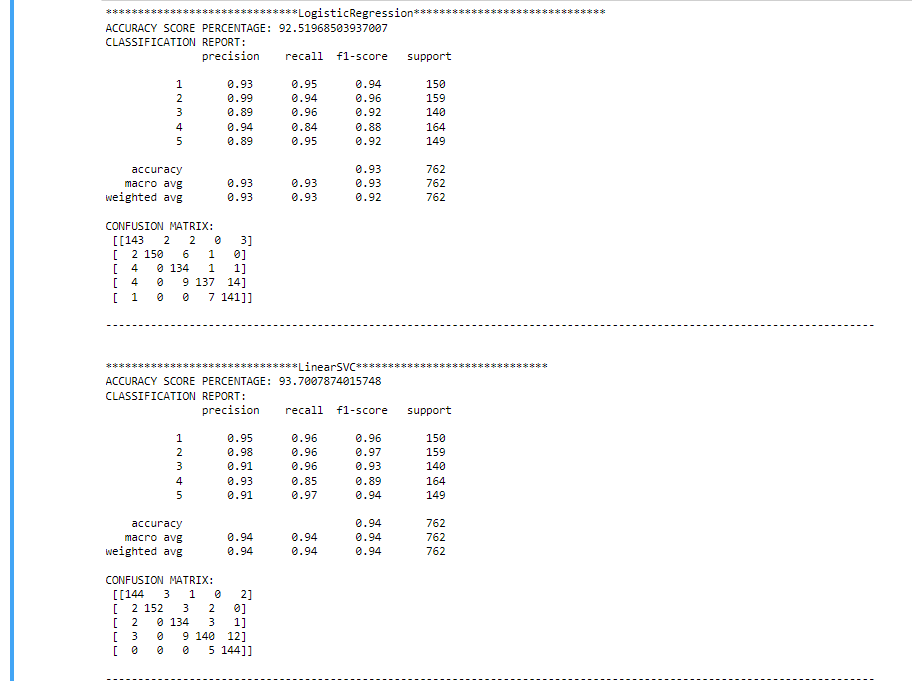 ******************************LogisticRegression******************************
ACCURACY SCORE PERCENTAGE: 92.51968503937007
CLASSIFICATION REPORT:
              precision    recall  f1-score   support

           1       0.93      0.95      0.94       150
           2       0.99      0.94      0.96       159
           3       0.89      0.96      0.92       140
           4       0.94      0.84      0.88       164
           5       0.89      0.95      0.92       149

    accuracy                           0.93       762
   macro avg       0.93      0.93      0.93       762
weighted avg       0.93      0.93      0.92       762

CONFUSION MATRIX:
 [[143   2   2   0   3]
 [  2 150   6   1   0]
 [  4   0 134   1   1]
 [  4   0   9 137  14]
 [  1   0   0   7 141]]
------------------------------------------------------------------------------------------------------------------------
******************************LinearSVC******************************
ACCURACY SCORE PERCENTAGE: 93.7007874015748
CLASSIFICATION REPORT:
              precision    recall  f1-score   support

           1       0.95      0.96      0.96       150
           2       0.98      0.96      0.97       159
           3       0.91      0.96      0.93       140
           4       0.93      0.85      0.89       164
           5       0.91      0.97      0.94       149

    accuracy                           0.94       762
   macro avg       0.94      0.94      0.94       762
weighted avg       0.94      0.94      0.94       762

CONFUSION MATRIX:
 [[144   3   1   0   2]
 [  2 152   3   2   0]
 [  2   0 134   3   1]
 [  3   0   9 140  12]
 [  0   0   0   5 144]]
------------------------------------------------------------------------------------------------------------------------